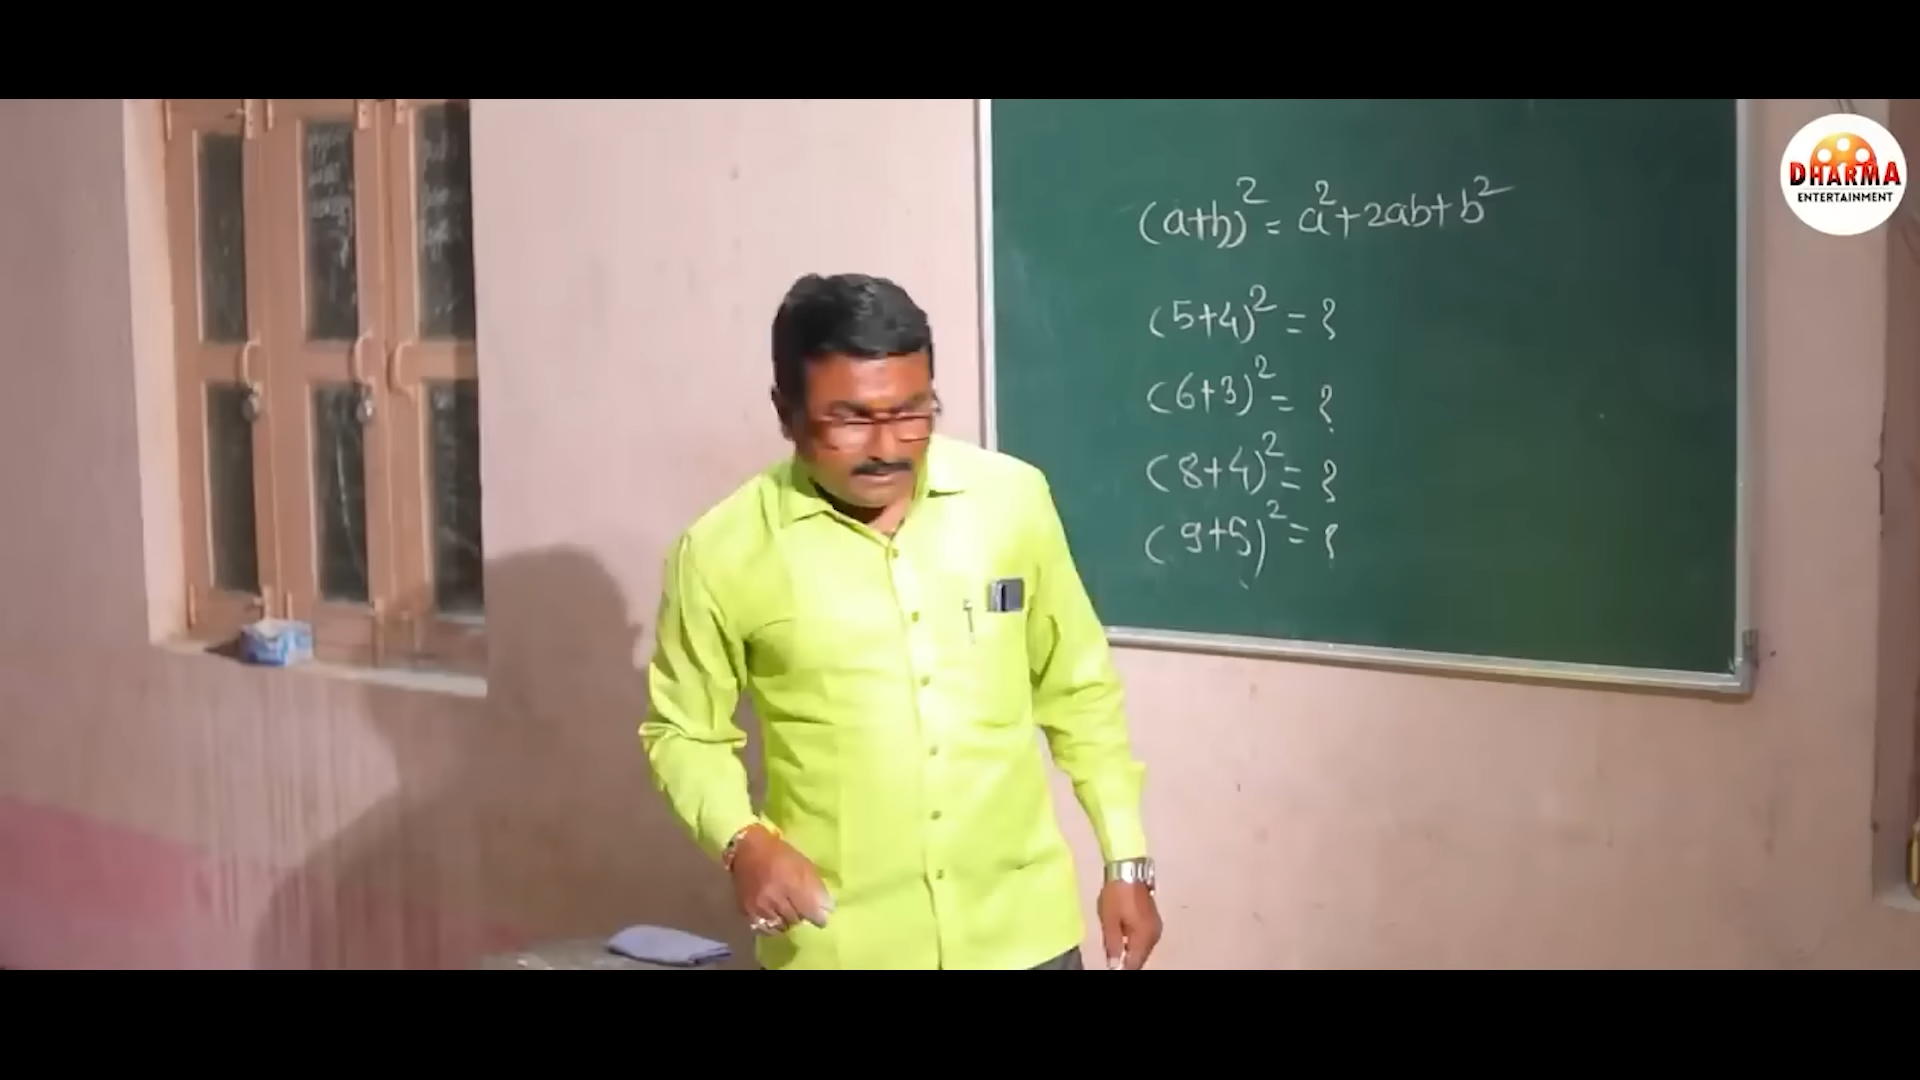 (a+b)² = a²+2ab+b²
(5+4)² = ?
(6+3)² = ?
(8+4)² = ?
(9+5)² = ?
DHARMA
ENTERTAINMENT